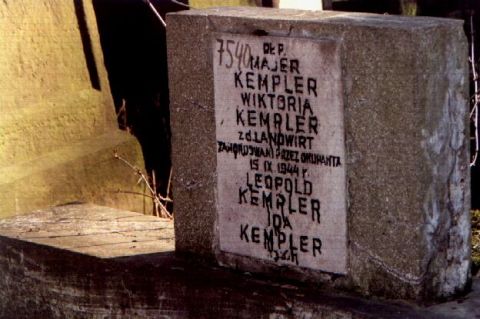 7540
Ś. P.
MAJER
KEMPLER
WIKTORIA
KEMPLER
z d. LANDWIRT
ZAMORDOWANI PRZEZ OKUPANTA
15 IX 1944 r.
LEOPOLD
KEMPLER
IDA
KEMPLER